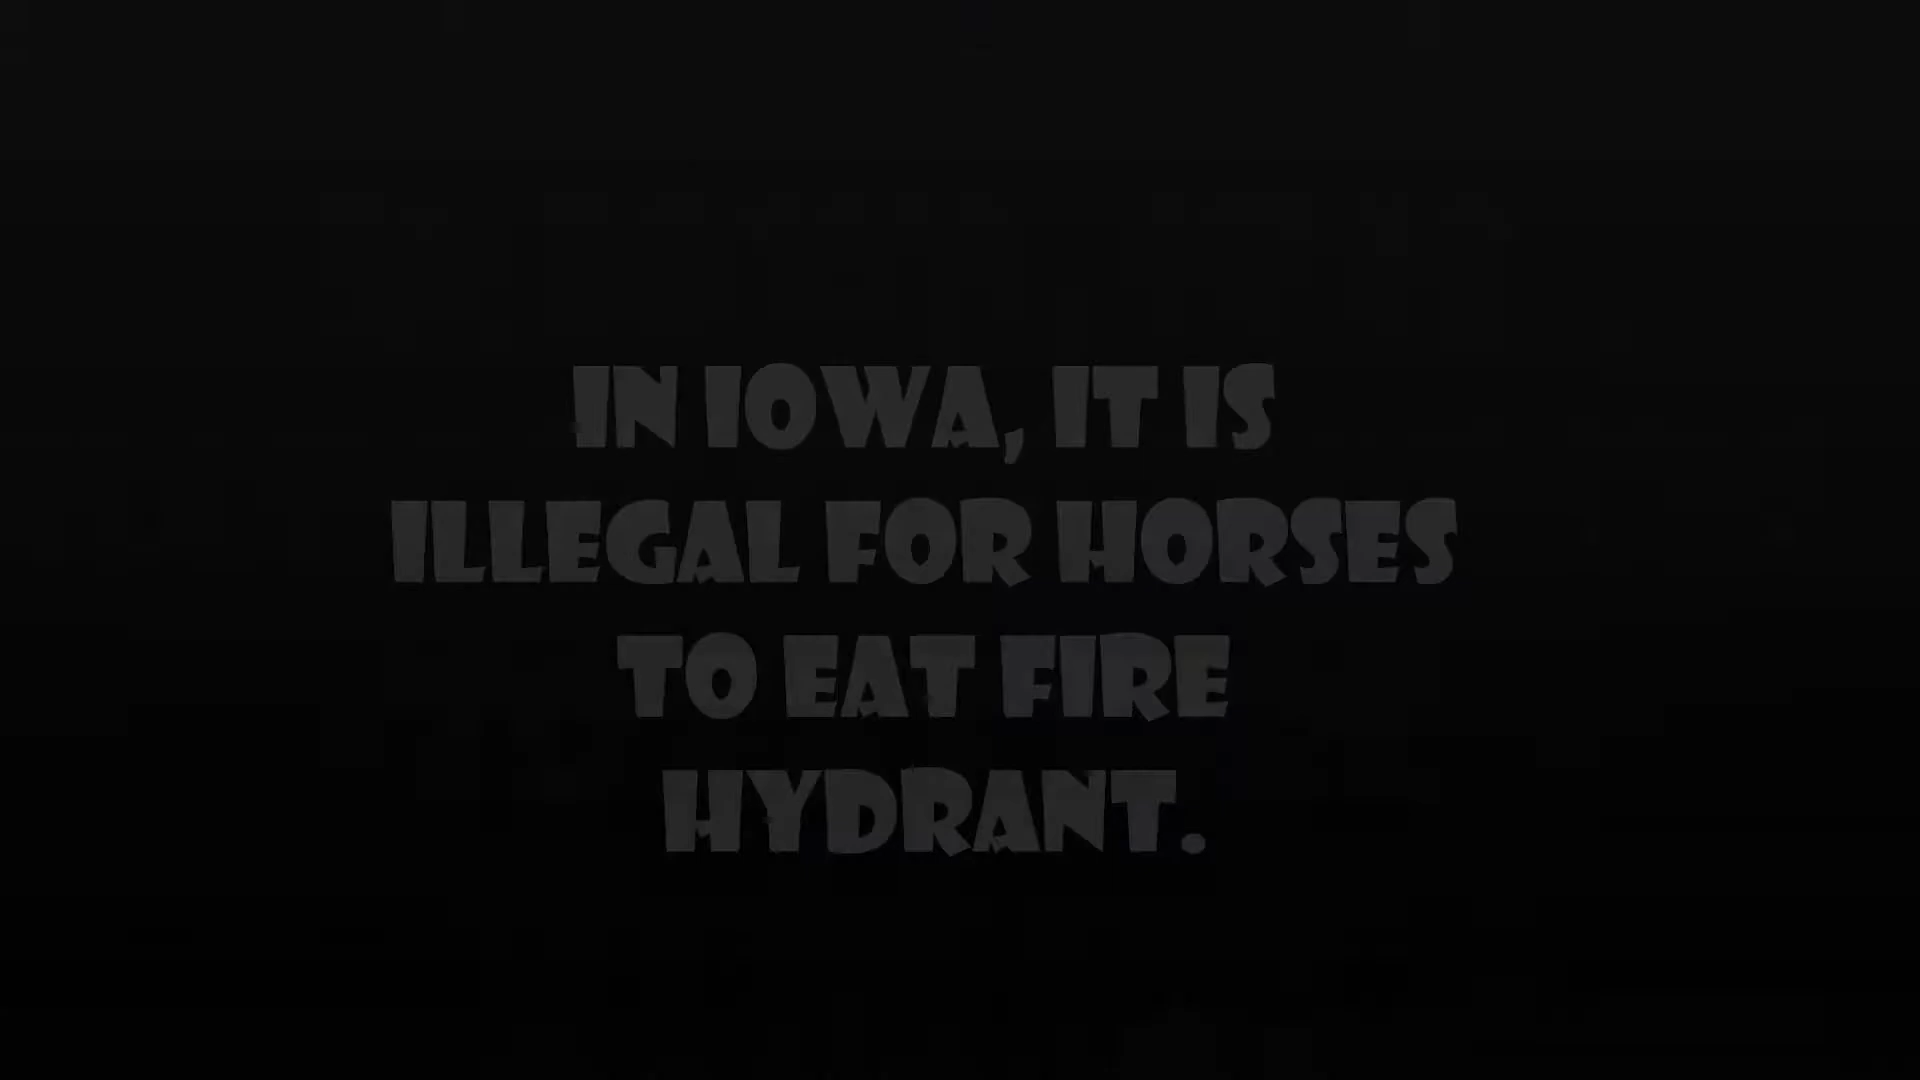 IN IOWA, IT IS
ILLEGAL FOR HORSES
TO EAT FIRE
HYDRANT.